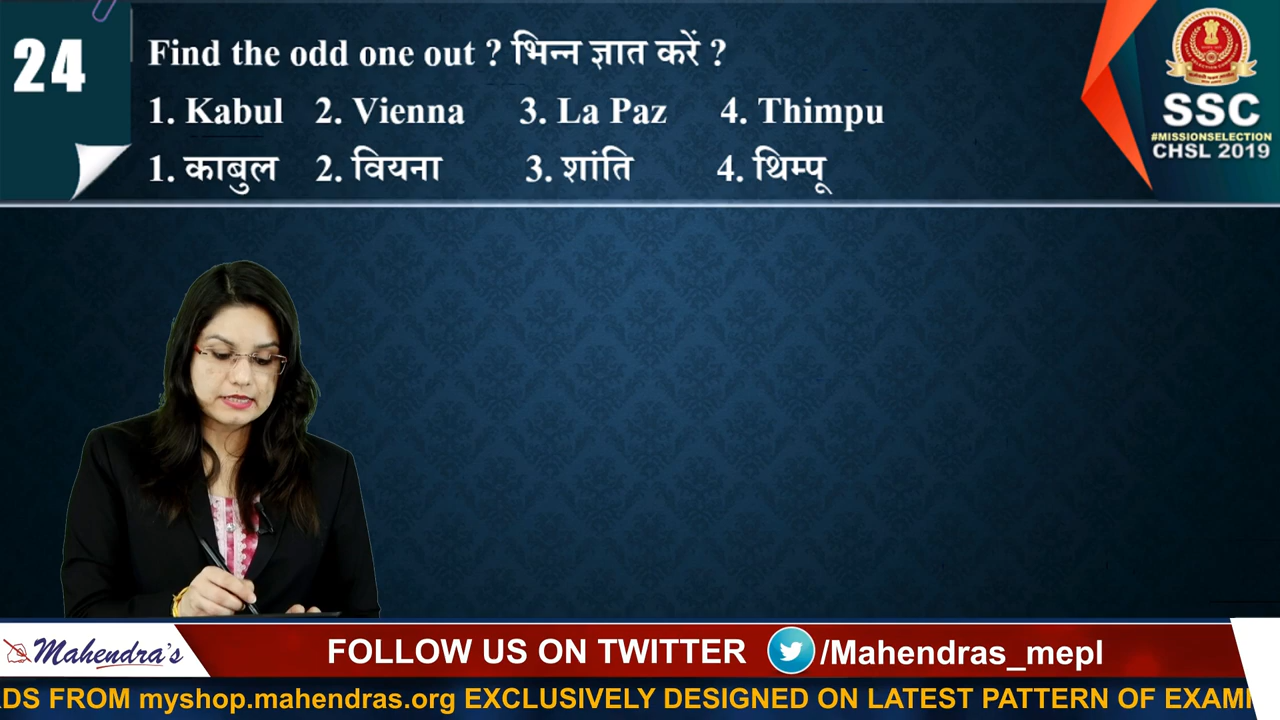 24
Find the odd one out ? भिन्न ज्ञात करें ?
1. Kabul 2. Vienna 3. La Paz 4. Thimpu
1. काबुल 2. वियना 3. शांति 4. थिम्पू
SSC
#MISSIONSELECTION
CHSL 2019
Mahendra's
FOLLOW US ON TWITTER /Mahendras_mepl
DS FROM myshop.mahendras.org EXCLUSIVELY DESIGNED ON LATEST PATTERN OF EXAMI